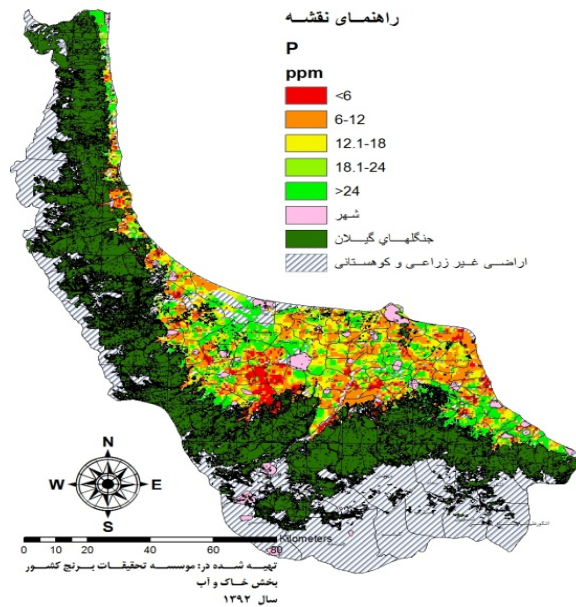 راهنمای نقشه
P
ppm
<6
6-12
12.1-18
18.1-24
>24
شهر
جنگلهاي گیلان
اراضی غیر زراعی و کوهستانی
N
W E
S
0 10 20 40 60 80 Kilometers
تهیه شده در: موسسه تحقیقات برنج کشور
بخش خاک و آب
سال ۱۳۹۲